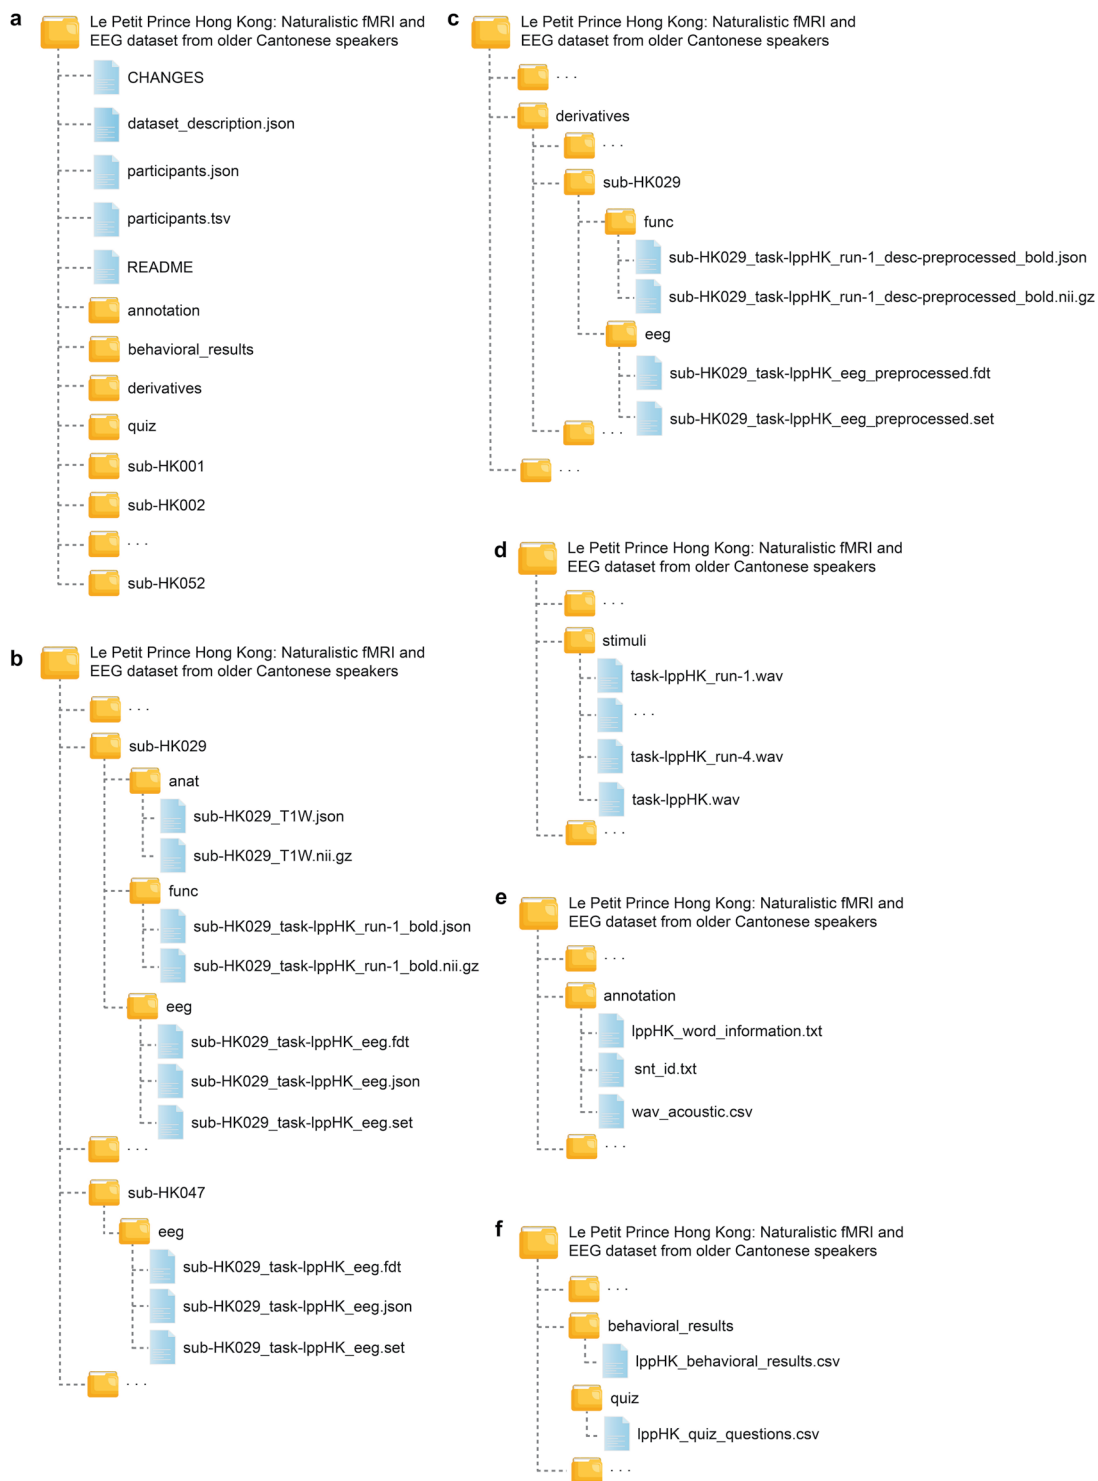 a
Le Petit Prince Hong Kong: Naturalistic fMRI and
EEG dataset from older Cantonese speakers
CHANGES
dataset_description.json
participants.json
participants.tsv
README
annotation
behavioral_results
derivatives
quiz
sub-HK001
sub-HK002
. . .
sub-HK052
b
Le Petit Prince Hong Kong: Naturalistic fMRI and
EEG dataset from older Cantonese speakers
. . .
sub-HK029
anat
sub-HK029_T1W.json
sub-HK029_T1W.nii.gz
func
sub-HK029_task-lppHK_run-1_bold.json
sub-HK029_task-lppHK_run-1_bold.nii.gz
eeg
sub-HK029_task-lppHK_eeg.fdt
sub-HK029_task-lppHK_eeg.json
sub-HK029_task-lppHK_eeg.set
. . .
sub-HK047
eeg
sub-HK029_task-lppHK_eeg.fdt
sub-HK029_task-lppHK_eeg.json
sub-HK029_task-lppHK_eeg.set
. . .
c
Le Petit Prince Hong Kong: Naturalistic fMRI and
EEG dataset from older Cantonese speakers
. . .
derivatives
. . .
sub-HK029
func
sub-HK029_task-lppHK_run-1_desc-preprocessed_bold.json
sub-HK029_task-lppHK_run-1_desc-preprocessed_bold.nii.gz
eeg
sub-HK029_task-lppHK_eeg_preprocessed.fdt
sub-HK029_task-lppHK_eeg_preprocessed.set
. . .
. . .
d
Le Petit Prince Hong Kong: Naturalistic fMRI and
EEG dataset from older Cantonese speakers
. . .
stimuli
task-lppHK_run-1.wav
. . .
task-lppHK_run-4.wav
task-lppHK.wav
. . .
e
Le Petit Prince Hong Kong: Naturalistic fMRI and
EEG dataset from older Cantonese speakers
. . .
annotation
lppHK_word_information.txt
snt_id.txt
wav_acoustic.csv
. . .
f
Le Petit Prince Hong Kong: Naturalistic fMRI and
EEG dataset from older Cantonese speakers
. . .
behavioral_results
lppHK_behavioral_results.csv
quiz
lppHK_quiz_questions.csv
. . .